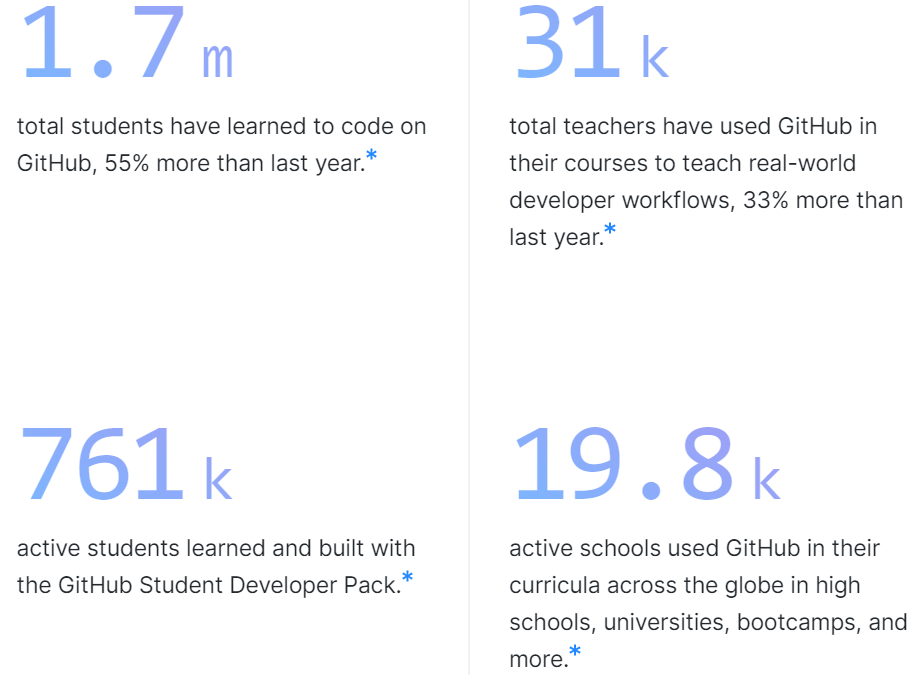 1.7 m
total students have learned to code on
GitHub, 55% more than last year.*
31 k
total teachers have used GitHub in
their courses to teach real-world
developer workflows, 33% more than
last year.*
761 k
active students learned and built with
the GitHub Student Developer Pack.*
19.8 k
active schools used GitHub in their
curricula across the globe in high
schools, universities, bootcamps, and
more.*